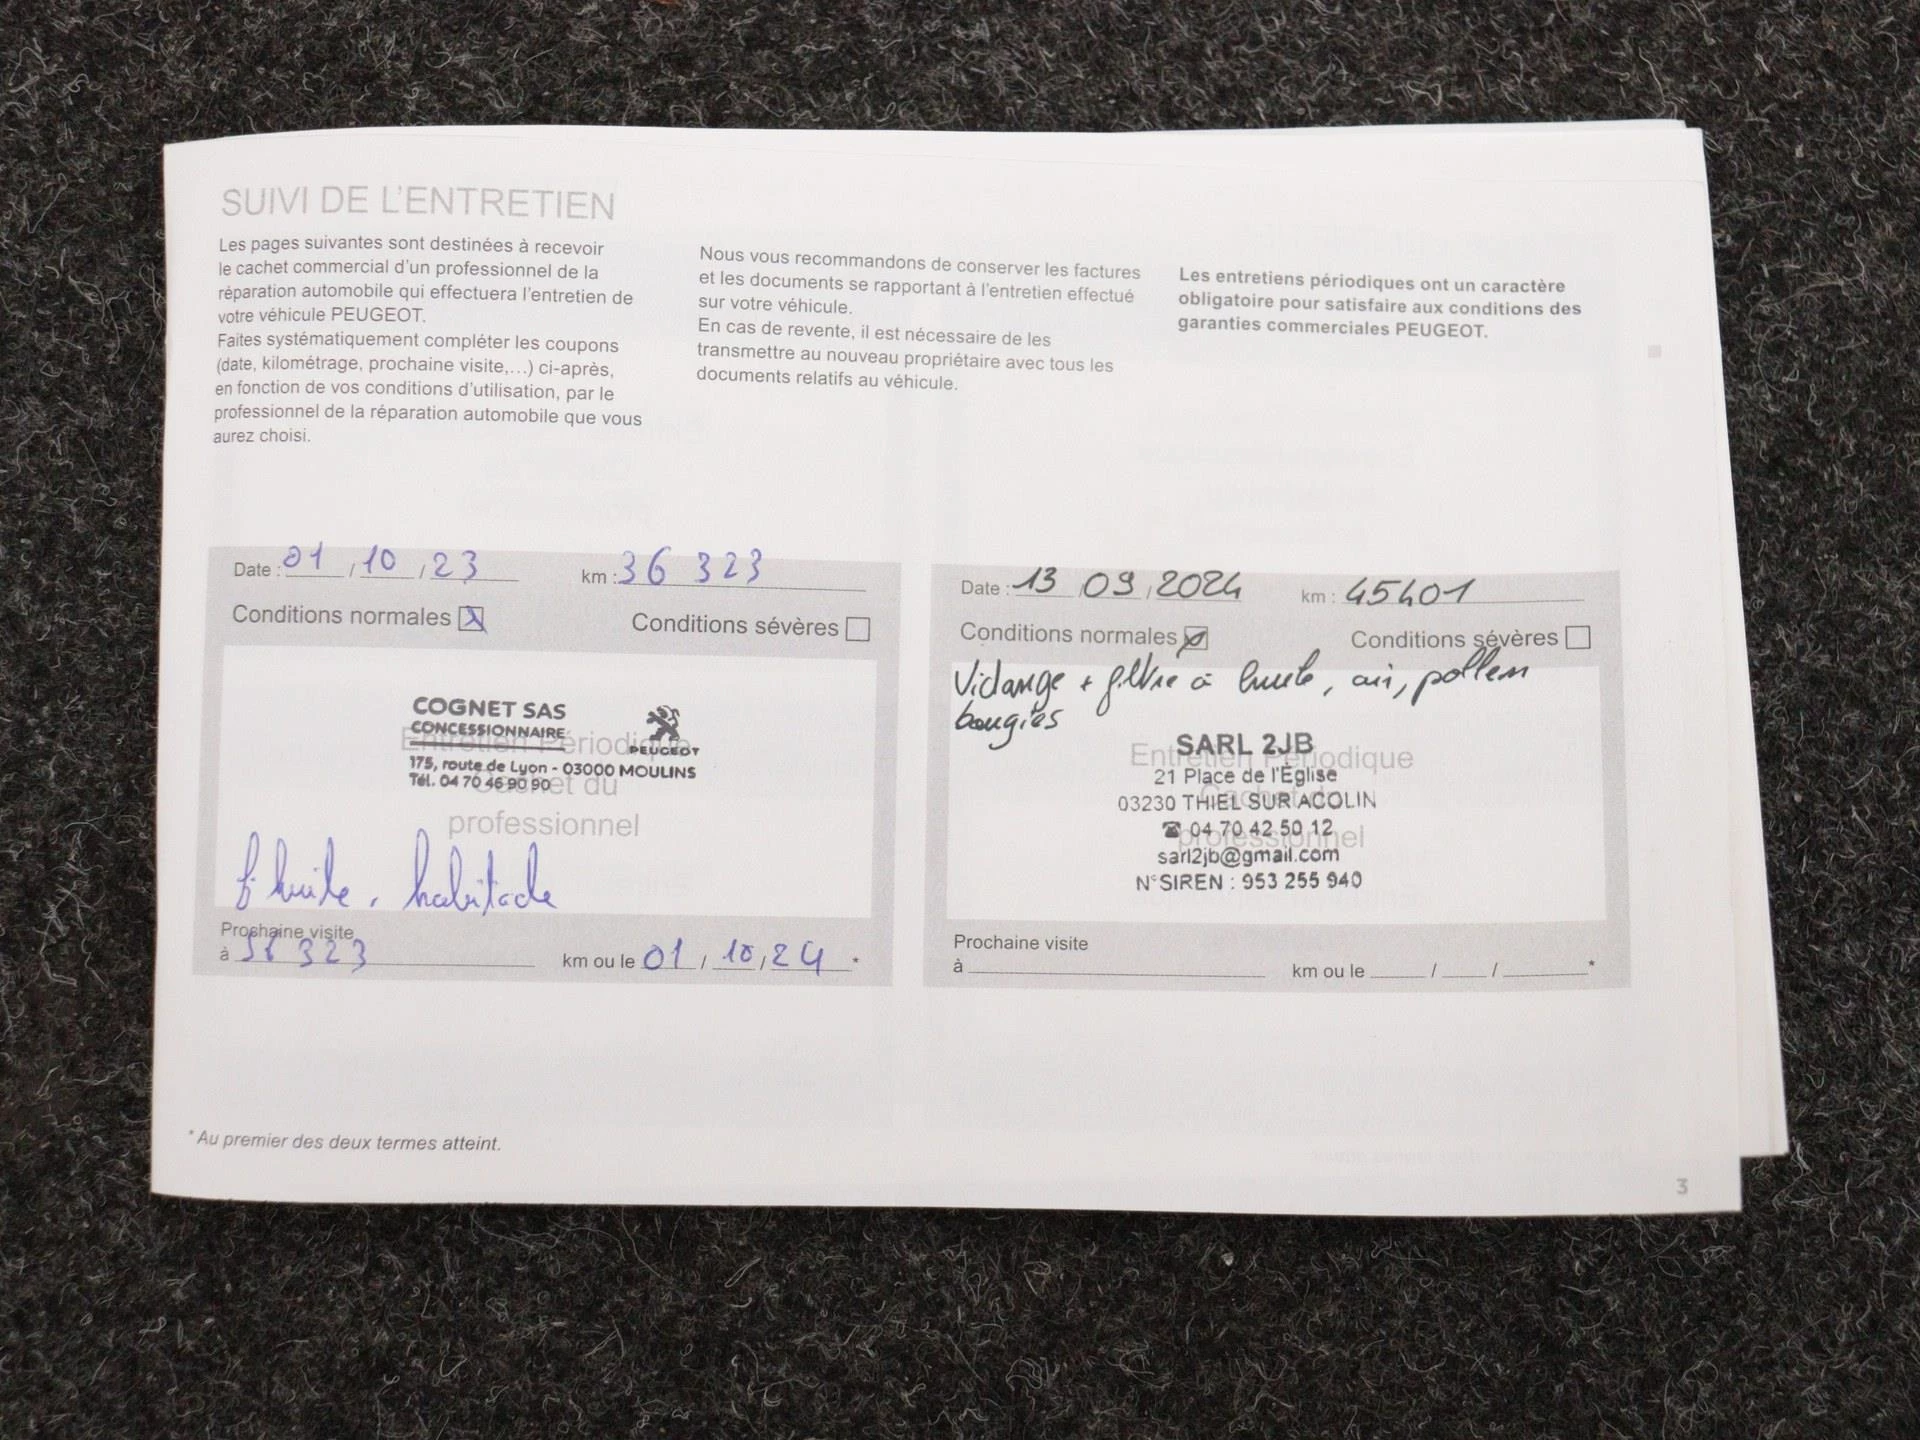 SUIVI DE L'ENTRETIEN
Les pages suivantes sont destinées à recevoir
le cachet commercial d'un professionnel de la
réparation automobile qui effectuera l'entretien de
votre véhicule PEUGEOT.
Faites systématiquement compléter les coupons
(date, kilométrage, prochaine visite,...) ci-après,
en fonction de vos conditions d'utilisation, par le
professionnel de la réparation automobile que vous
aurez choisi.
Nous vous recommandons de conserver les factures
et les documents se rapportant à l'entretien effectué
sur votre véhicule.
En cas de revente, il est nécessaire de les
transmettre au nouveau propriétaire avec tous les
documents relatifs au véhicule.
Les entretiens périodiques ont un caractère
obligatoire pour satisfaire aux conditions des
garanties commerciales PEUGEOT.
Date : 01 / 10 / 23 km : 36 323
Conditions normales Conditions sévères
COGNET SAS
CONCESSIONNAIRE
PEUGEOT
Entretien Périodique
175, route de Lyon - 03000 MOULINS
Tél. 04 70 46 90 90
Cachet du
professionnel
f. huile, habitacle
Prochaine visite
à 323 km ou le 01 / 10 / 24 *
Date : 13 / 09 / 2024 km : 45401
Conditions normales Conditions sévères
Vidange + filtre à huile, air, pollen
bougies
SARL 2JB
Entretien Périodique
21 Place de l'Église
03230 THIEL SUR ACOLIN
Cachet du
04 70 42 50 12
professionnel
sarl2jb@gmail.com
N°SIREN : 953 255 940
Prochaine visite
à km ou le / / *
* Au premier des deux termes atteint.
3